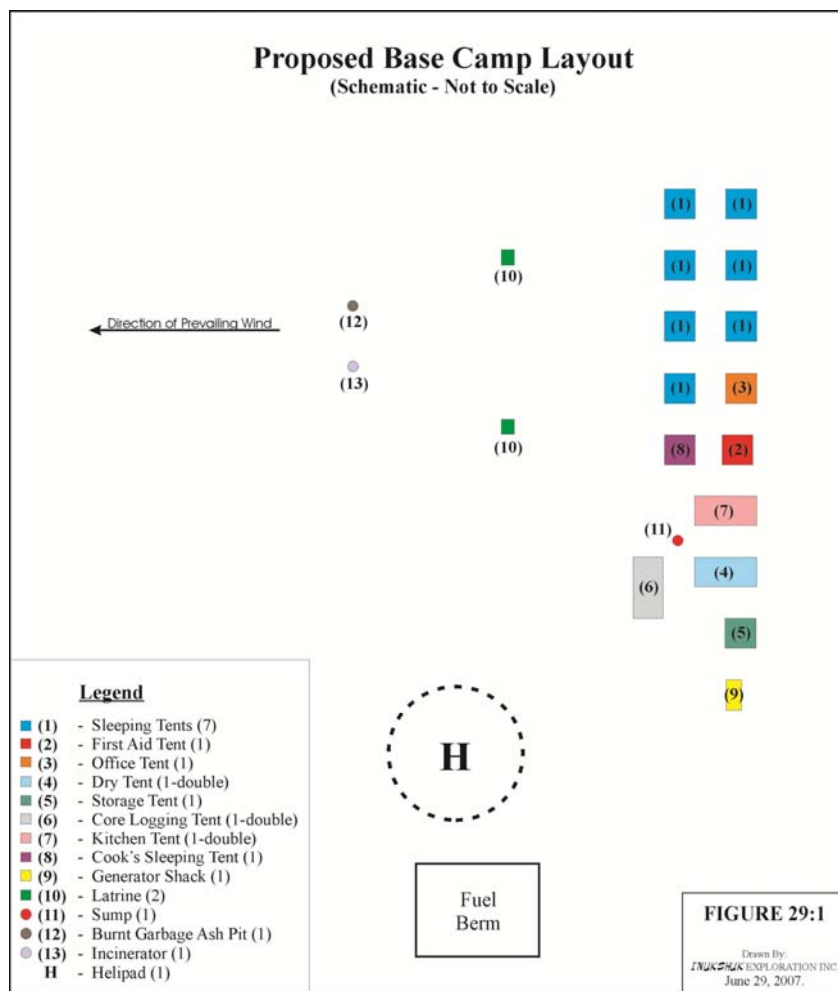 Proposed Base Camp Layout
(Schematic - Not to Scale)
(1) (1)
(10)
(1) (1)
Direction of Prevailing Wind
(12)
(1) (1)
(13)
(1) (3)
(10)
(8) (2)
(7)
(11)
(6)
(4)
(5)
(9)
H
Fuel
Berm
Legend
(1) - Sleeping Tents (7)
(2) - First Aid Tent (1)
(3) - Office Tent (1)
(4) - Dry Tent (1-double)
(5) - Storage Tent (1)
(6) - Core Logging Tent (1-double)
(7) - Kitchen Tent (1-double)
(8) - Cook's Sleeping Tent (1)
(9) - Generator Shack (1)
(10) - Latrine (2)
(11) - Sump (1)
(12) - Burnt Garbage Ash Pit (1)
(13) - Incinerator (1)
H - Helipad (1)
FIGURE 29:1
Drawn By:
INUKSHUK EXPLORATION INC.
June 29, 2007.